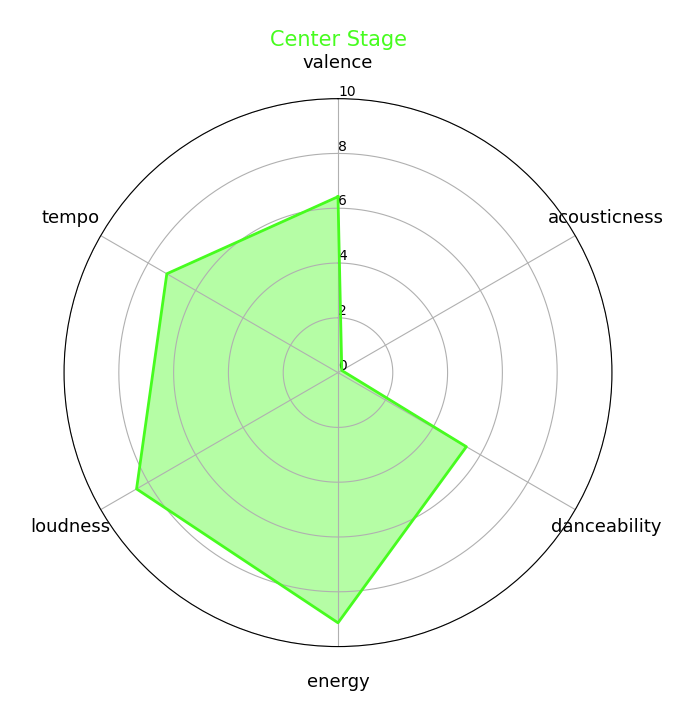 Center Stage
valence
10
8
tempo
6
acousticness
4
2
0
loudness
danceability
energy